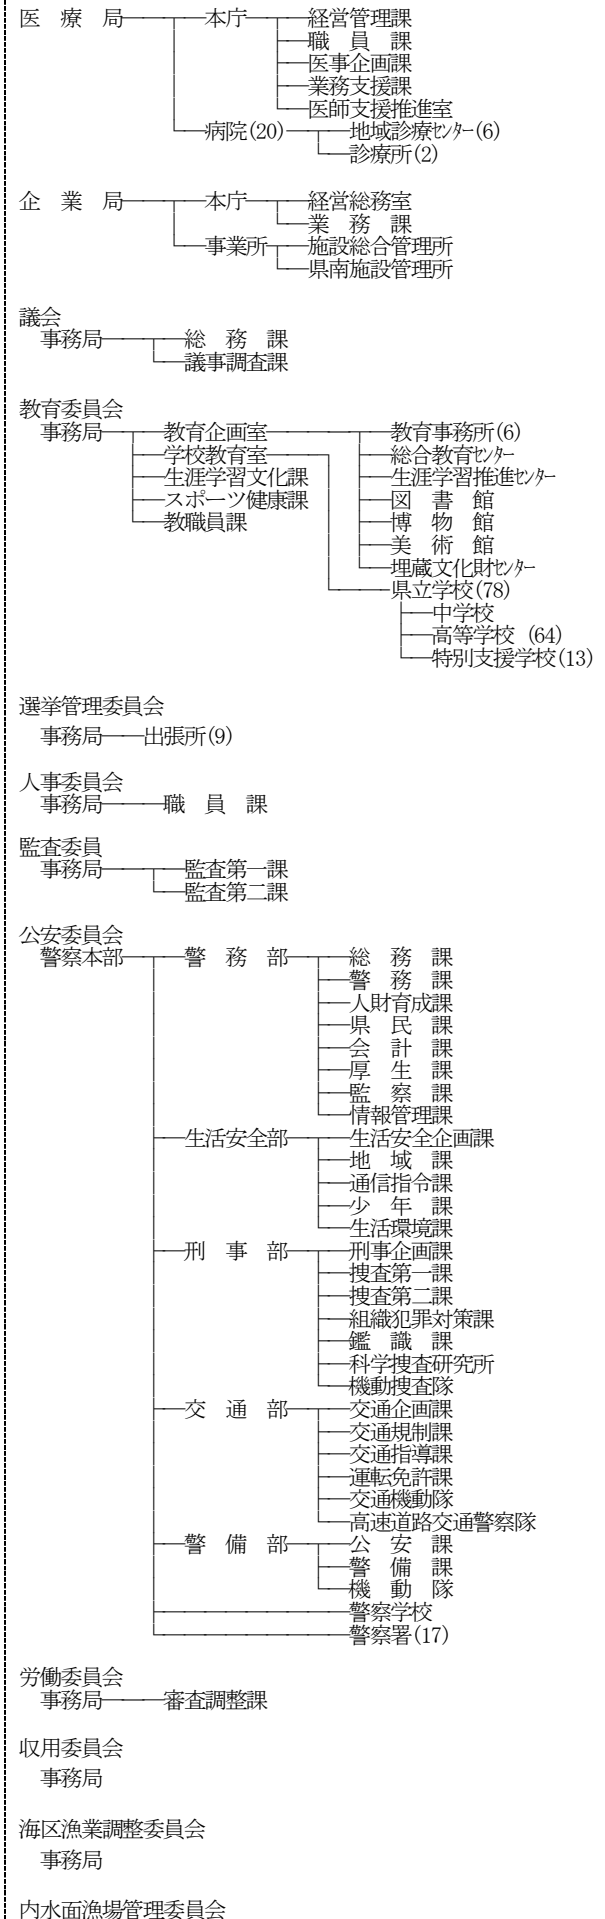 医　療　局　本庁　経営管理課
職　員　課
医事企画課
業務支援課
医師支援推進室
病院(20)　地域診療ｾﾝﾀｰ(6)
診療所(2)
企　業　局　本庁　経営総務室
業　務　課
事業所　施設総合管理所
県南施設管理所
議会
事務局　総　務　課
議事調査課
教育委員会
事務局　教育企画室　教育事務所(6)
学校教育室　総合教育ｾﾝﾀｰ
生涯学習文化課　生涯学習推進ｾﾝﾀｰ
スポーツ健康課　図　書　館
教職員課　博　物　館
美　術　館
埋蔵文化財ｾﾝﾀｰ
県立学校(78)
中学校
高等学校 (64)
特別支援学校(13)
選挙管理委員会
事務局　出張所(9)
人事委員会
事務局　職　員　課
監査委員
事務局　監査第一課
監査第二課
公安委員会
警察本部　警　務　部　総　務　課
警　務　課
人財育成課
県　民　課
会　計　課
厚　生　課
監　察　課
情報管理課
生活安全部　生活安全企画課
地　域　課
通信指令課
少　年　課
生活環境課
刑　事　部　刑事企画課
捜査第一課
捜査第二課
組織犯罪対策課
鑑　識　課
科学捜査研究所
機動捜査隊
交　通　部　交通企画課
交通規制課
交通指導課
運転免許課
交通機動隊
高速道路交通警察隊
警　備　部　公　安　課
警　備　課
機　動　隊
警察学校
警察署(17)
労働委員会
事務局　審査調整課
収用委員会
事務局
海区漁業調整委員会
事務局
内水面漁場管理委員会